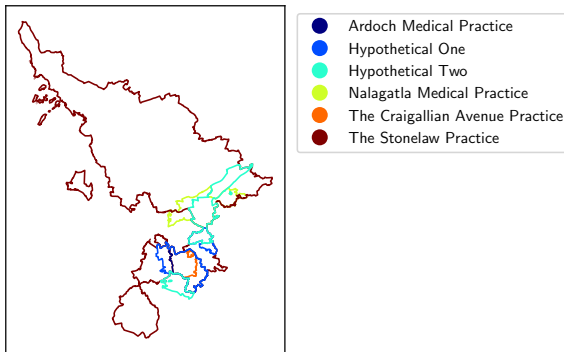 Ardoch Medical Practice
Hypothetical One
Hypothetical Two
Nalagatla Medical Practice
The Craigallian Avenue Practice
The Stonelaw Practice